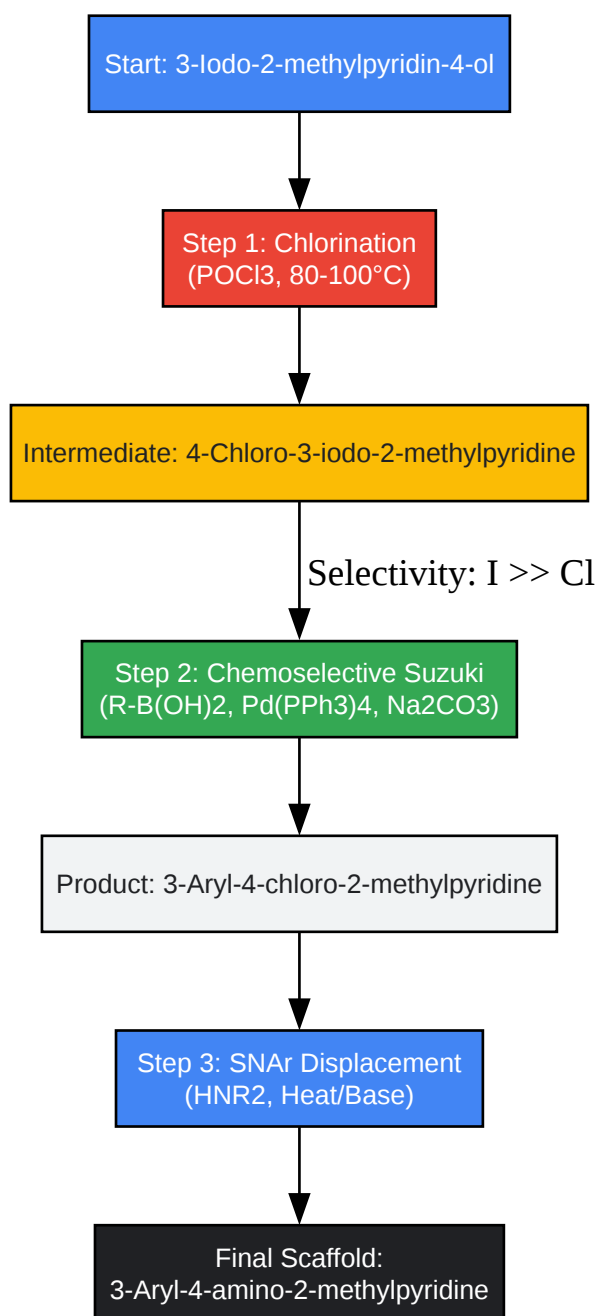 Start: 3-Iodo-2-methylpyridin-4-ol
Step 1: Chlorination
(POCl3, 80-100°C)
Intermediate: 4-Chloro-3-iodo-2-methylpyridine
Selectivity: I >> Cl
Step 2: Chemoselective Suzuki
(R-B(OH)2, Pd(PPh3)4, Na2CO3)
Product: 3-Aryl-4-chloro-2-methylpyridine
Step 3: SNAr Displacement
(HNR2, Heat/Base)
Final Scaffold:
3-Aryl-4-amino-2-methylpyridine